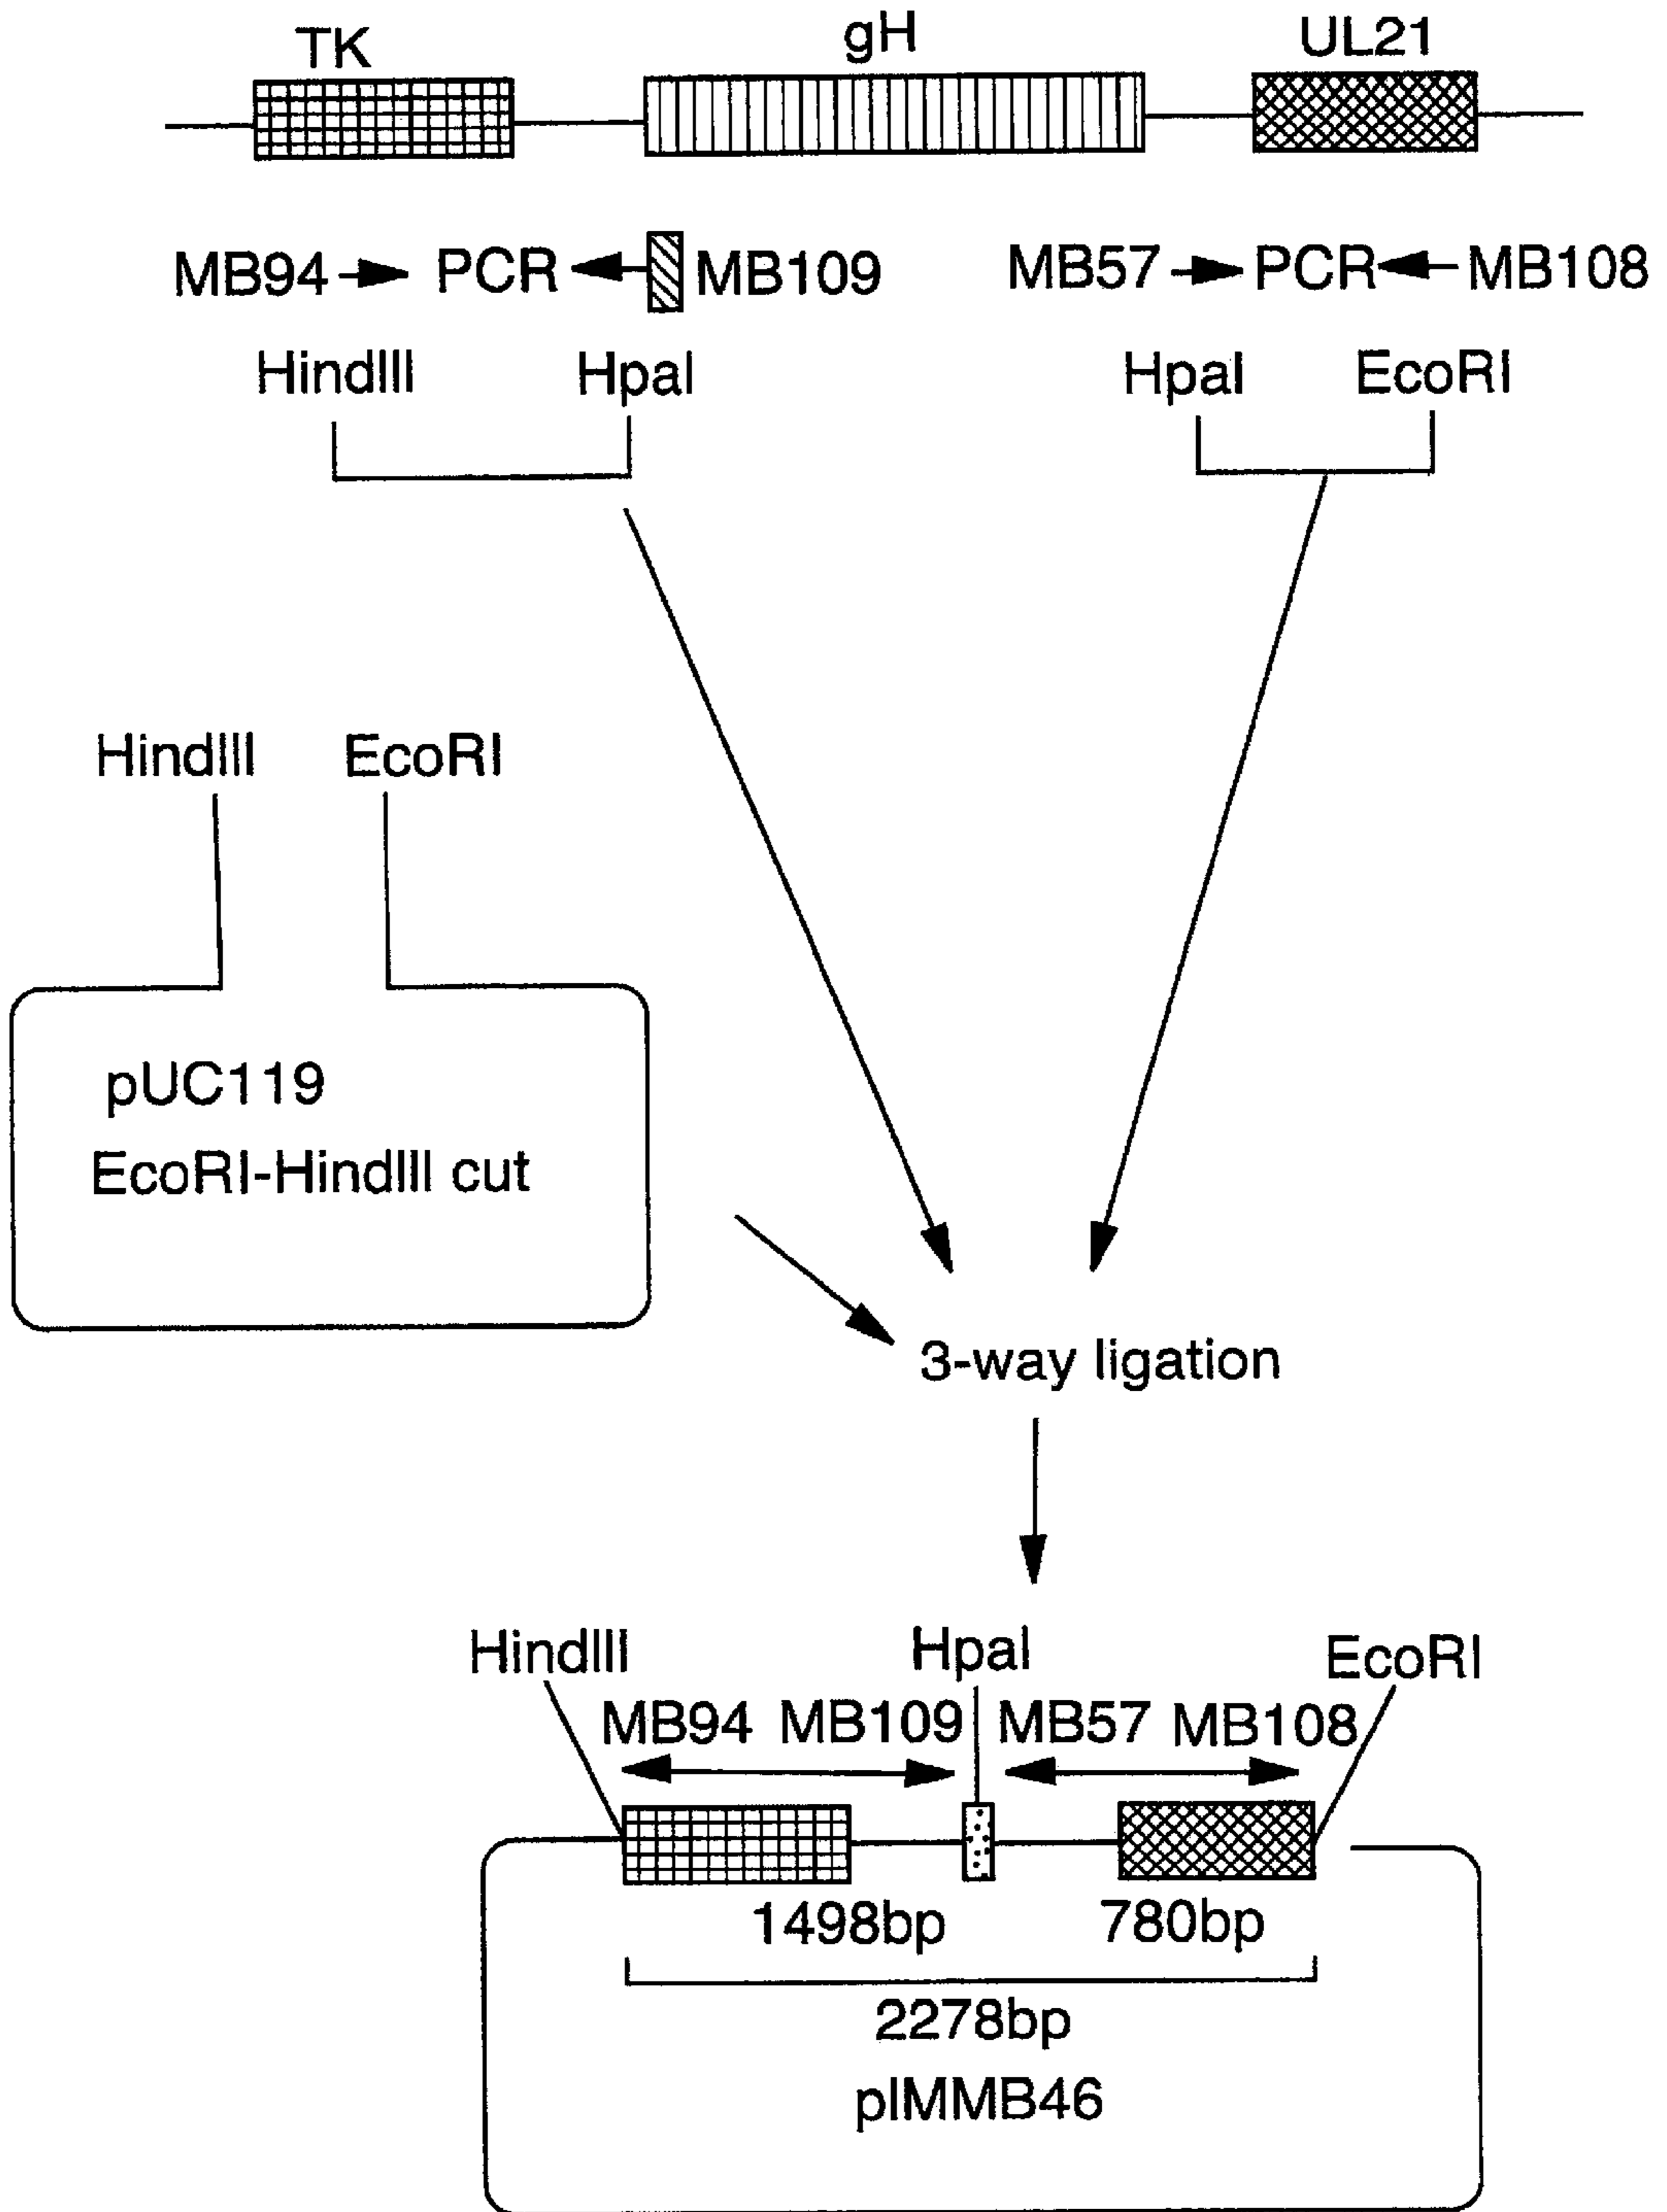 TK gH UL21
MB94 PCR MB109 MB57 PCR MB108
HindIII HpaI HpaI EcoRI
HindIII EcoRI
pUC119
EcoRI-HindIII cut
3-way ligation
HindIII HpaI EcoRI
MB94 MB109 MB57 MB108
1498bp 780bp
2278bp
pIMMB46